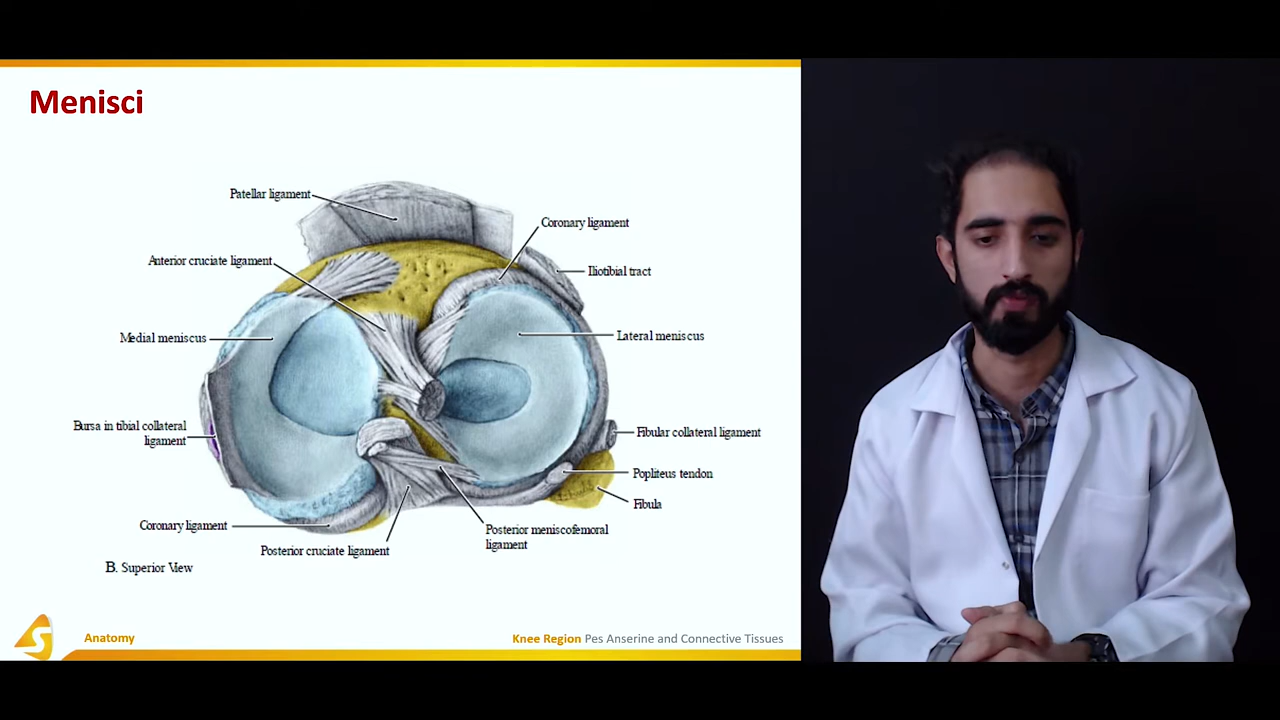 Menisci
Patellar ligament
Coronary ligament
Anterior cruciate ligament
Iliotibial tract
Medial meniscus
Lateral meniscus
Bursa in tibial collateral
ligament
Fibular collateral ligament
Popliteus tendon
Fibula
Coronary ligament
Posterior cruciate ligament
Posterior meniscofemoral
ligament
B. Superior View
S
Anatomy
Knee Region Pes Anserine and Connective Tissues